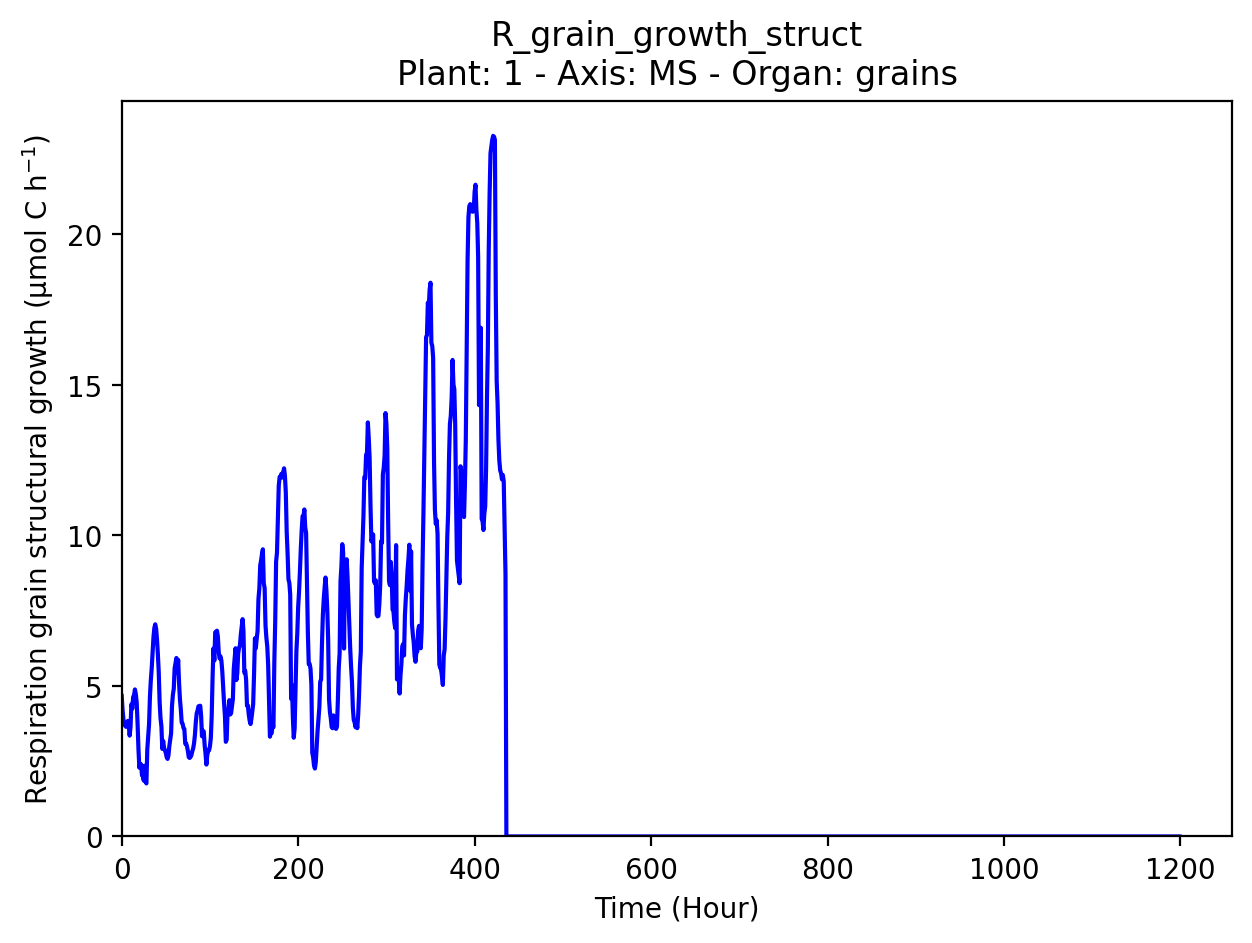 R_grain_growth_struct
Plant: 1 - Axis: MS - Organ: grains
Respiration grain structural growth (µmol C h⁻¹)
20
15
10
5
0
0 200 400 600 800 1000 1200
Time (Hour)